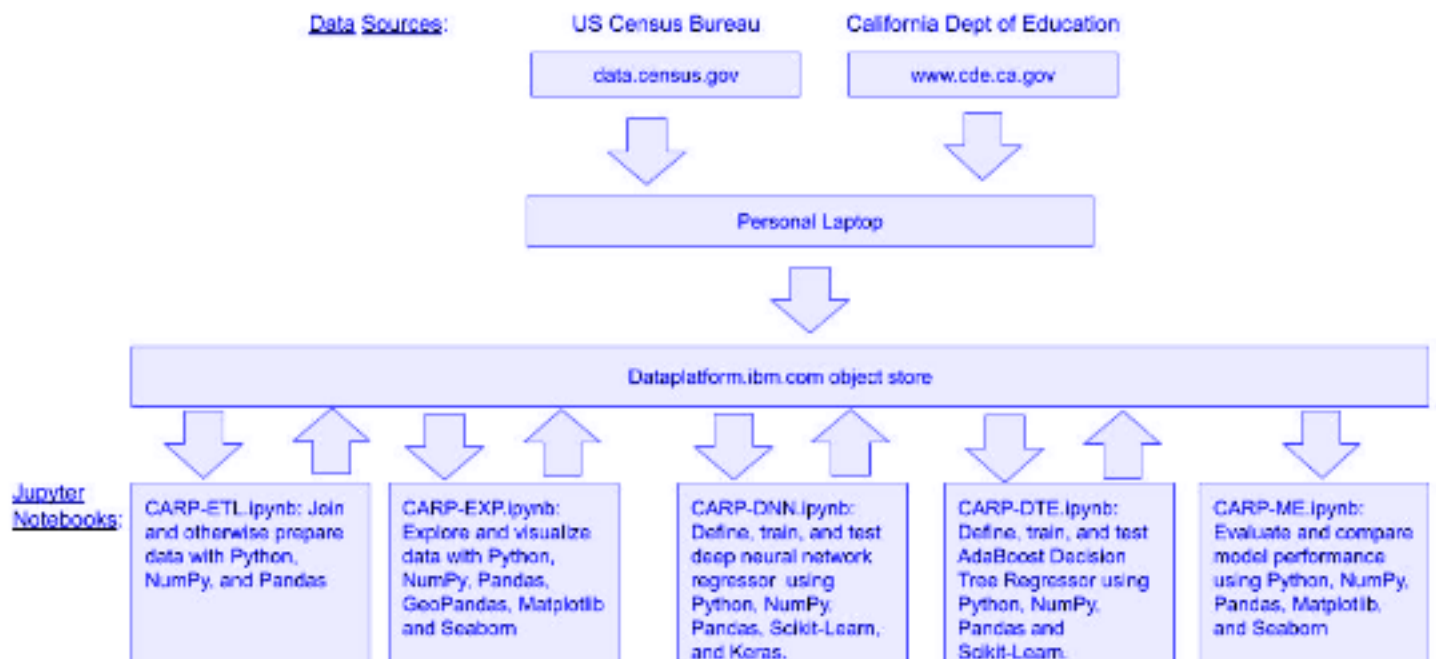 Data Sources:
US Census Bureau
California Dept of Education
data.census.gov
www.cde.ca.gov
Personal Laptop
Dataplatform.ibm.com object store
Jupyter
Notebooks:
CARP-ETL.ipynb: Join
and otherwise prepare
data with Python,
NumPy, and Pandas
CARP-EXP.ipynb:
Explore and visualize
data with Python,
NumPy, Pandas,
GeoPandas, Matplotlib
and Seaborn
CARP-DNN.ipynb:
Define, train, and test
deep neural network
regressor using
Python, NumPy,
Pandas, Scikit-Learn,
and Keras.
CARP-DTE.ipynb:
Define, train, and test
AdaBoost Decision
Tree Regressor using
Python, NumPy,
Pandas and
Scikit-Learn.
CARP-ME.ipynb:
Evaluate and compare
model performance
using Python, NumPy,
Pandas, Matplotlib,
and Seaborn